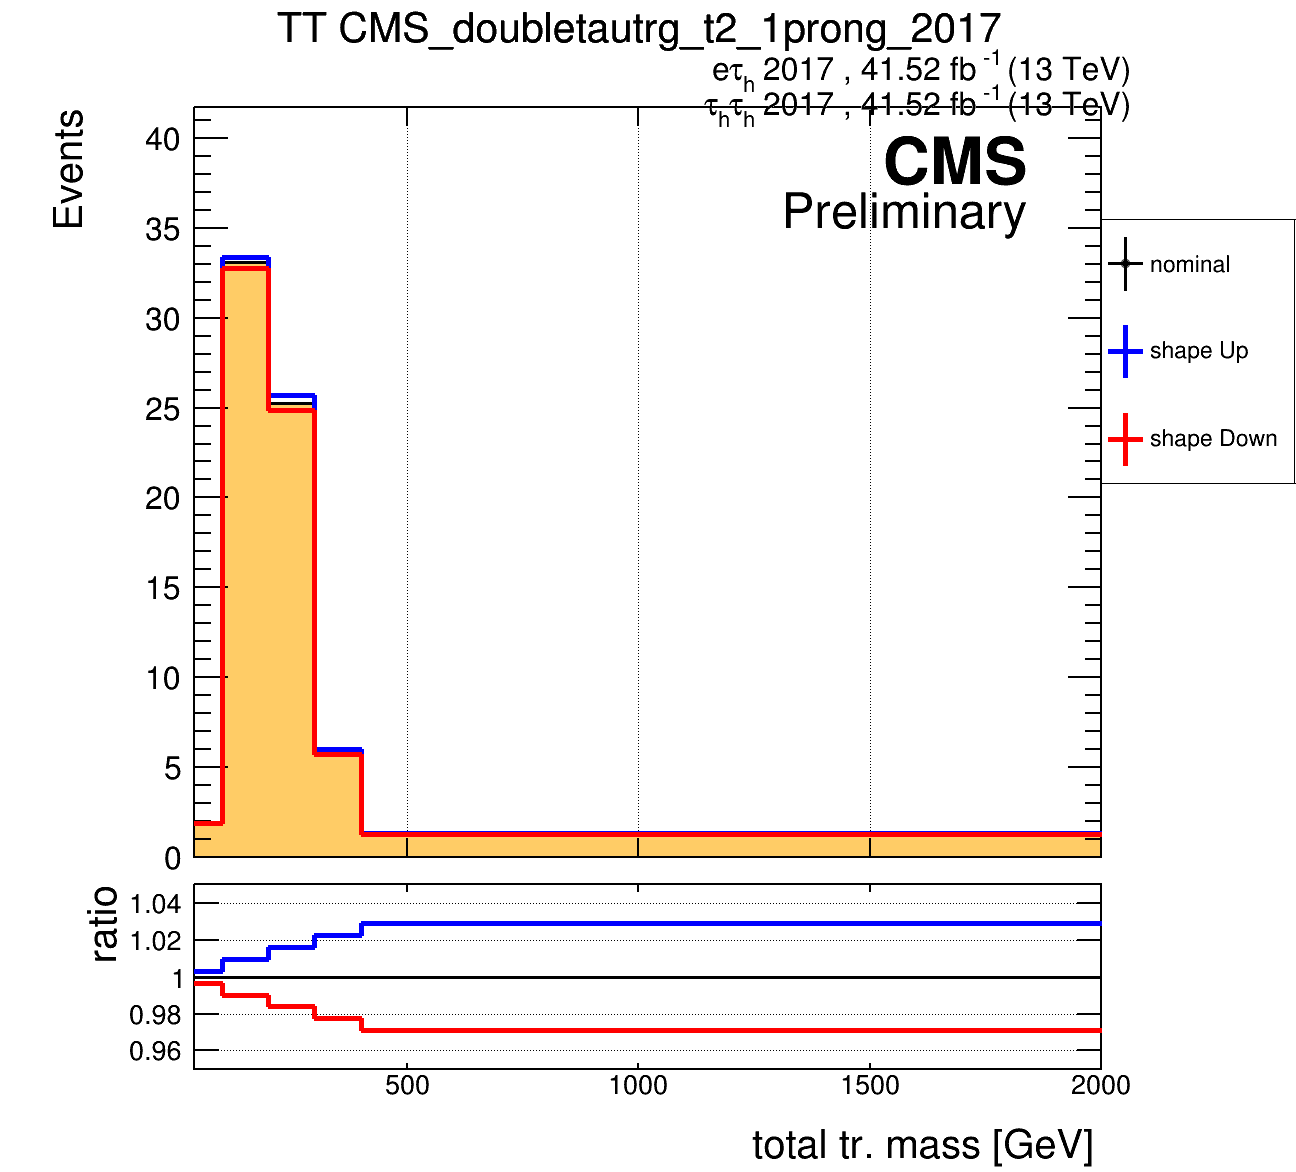 TT CMS_doubletautrg_t2_1prong_2017
eτh 2017 , 41.52 fb -1 (13 TeV)
τhτh 2017 , 41.52 fb -1 (13 TeV)
CMS
Preliminary
Events
40
35
30
25
20
15
10
5
0
nominal
shape Up
shape Down
ratio
1.04
1.02
1
0.98
0.96
500 1000 1500 2000
total tr. mass [GeV]